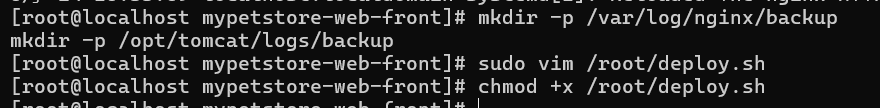 [root@localhost mypetstore-web-front]# mkdir -p /var/log/nginx/backup
mkdir -p /opt/tomcat/logs/backup
[root@localhost mypetstore-web-front]# sudo vim /root/deploy.sh
[root@localhost mypetstore-web-front]# chmod +x /root/deploy.sh
[root@localhost mypetstore-web-front]#